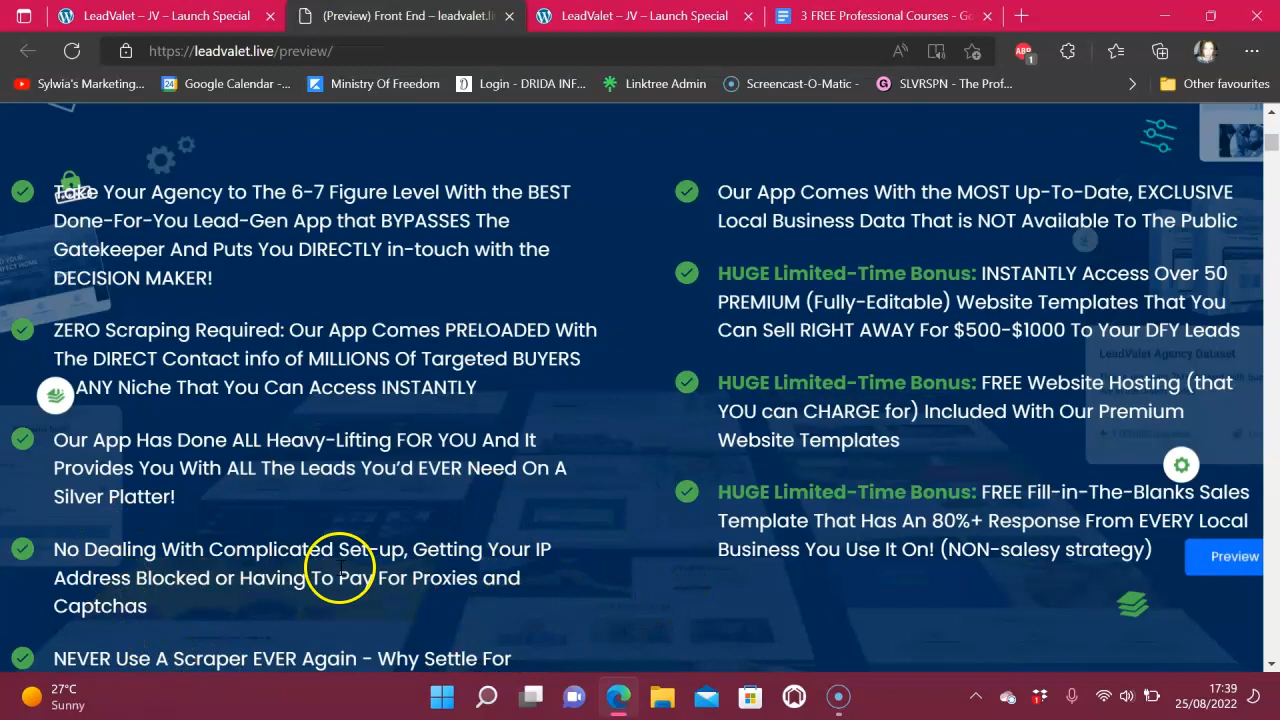 LeadValet – JV – Launch Special
(Preview) Front End – leadvalet.li
LeadValet – JV – Launch Special
3 FREE Professional Courses - Go
https://leadvalet.live/preview/
ABP
1
Sylwia's Marketing...
24
Google Calendar -...
Ministry Of Freedom
Login - DRIDA INF...
Linktree Admin
Screencast-O-Matic -
SLVRSPN - The Prof...
Other favourites
Take Your Agency to The 6-7 Figure Level With the BEST
Done-For-You Lead-Gen App that BYPASSES The
Gatekeeper And Puts You DIRECTLY in-touch with the
DECISION MAKER!
ZERO Scraping Required: Our App Comes PRELOADED With
The DIRECT Contact info of MILLIONS Of Targeted BUYERS
ANY Niche That You Can Access INSTANTLY
Our App Has Done ALL Heavy-Lifting FOR YOU And It
Provides You With ALL The Leads You'd EVER Need On A
Silver Platter!
No Dealing With Complicated Set-up, Getting Your IP
Address Blocked or Having To Pay For Proxies and
Captchas
NEVER Use A Scraper EVER Again - Why Settle For
Our App Comes With the MOST Up-To-Date, EXCLUSIVE
Local Business Data That is NOT Available To The Public
HUGE Limited-Time Bonus: INSTANTLY Access Over 50
PREMIUM (Fully-Editable) Website Templates That You
Can Sell RIGHT AWAY For $500-$1000 To Your DFY Leads
LeadValet Agency Dataset
HUGE Limited-Time Bonus: FREE Website Hosting (that
YOU can CHARGE for) Included With Our Premium
Website Templates
HUGE Limited-Time Bonus: FREE Fill-in-The-Blanks Sales
Template That Has An 80%+ Response From EVERY Local
Business You Use It On! (NON-salesy strategy)
Preview
27°C
Sunny
17:39
25/08/2022